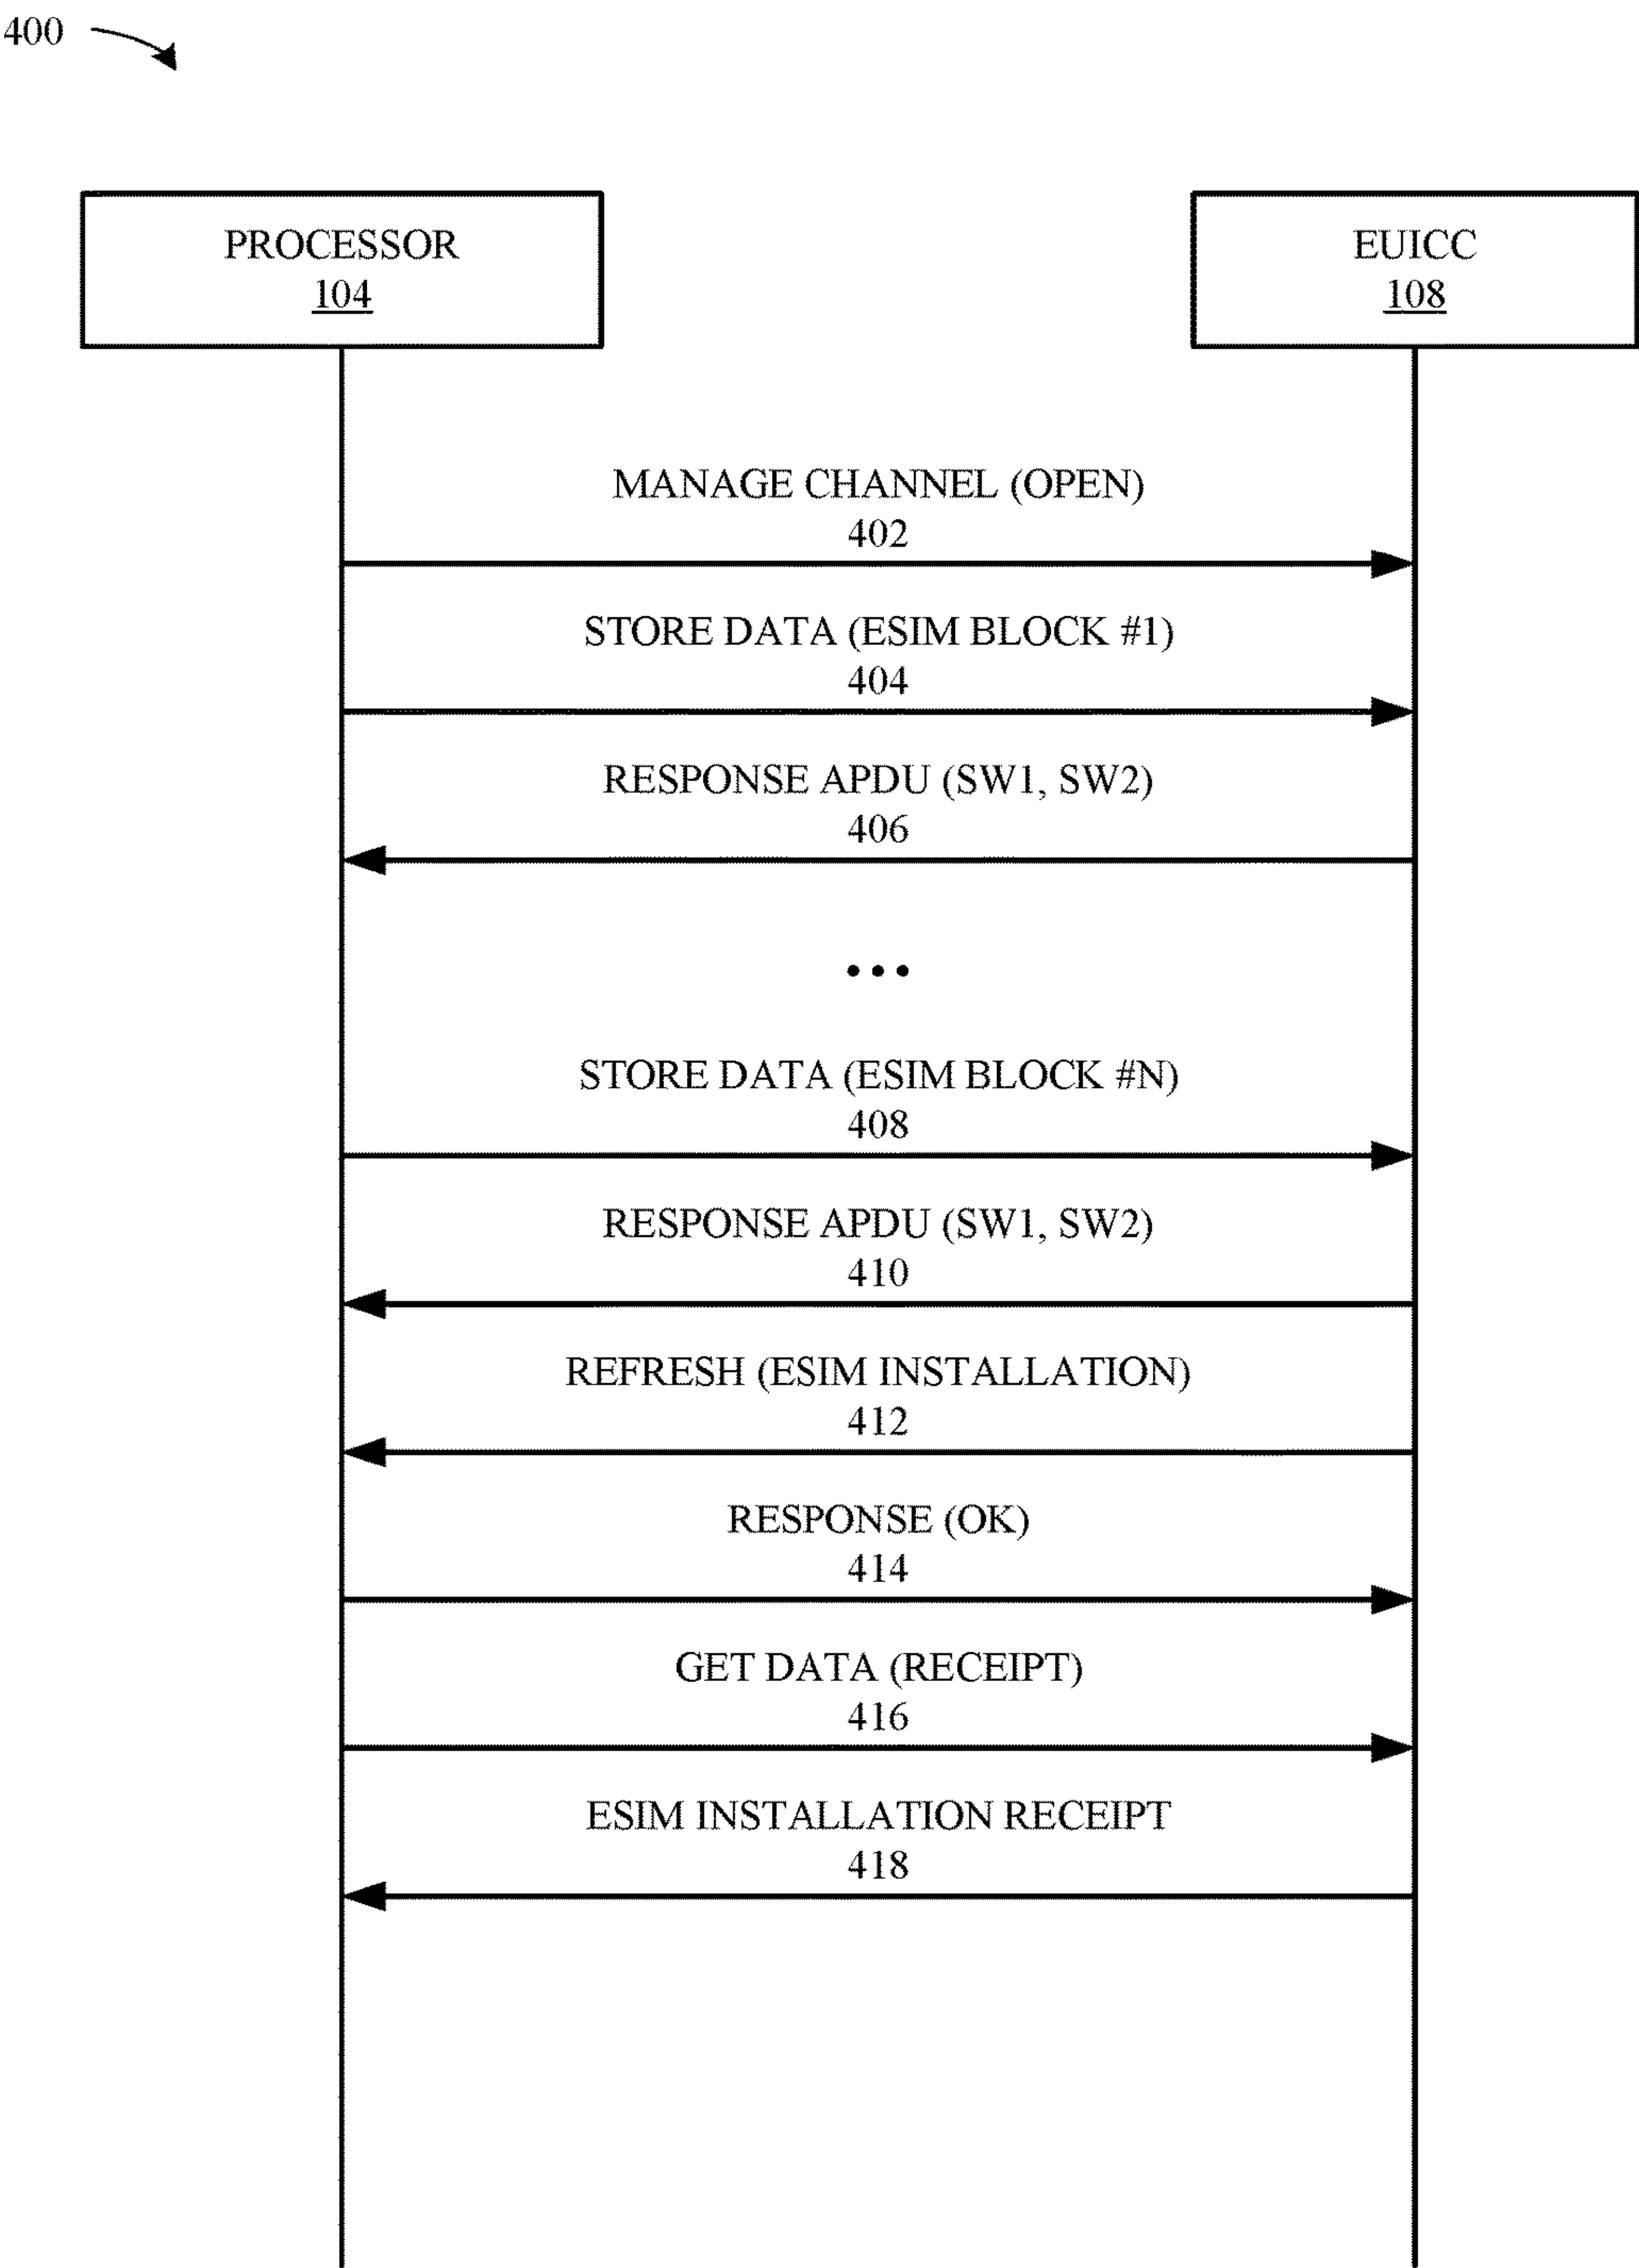 400
PROCESSOR
104
EUICC
108
MANAGE CHANNEL (OPEN)
402
STORE DATA (ESIM BLOCK #1)
404
RESPONSE APDU (SW1, SW2)
406
•••
STORE DATA (ESIM BLOCK #N)
408
RESPONSE APDU (SW1, SW2)
410
REFRESH (ESIM INSTALLATION)
412
RESPONSE (OK)
414
GET DATA (RECEIPT)
416
ESIM INSTALLATION RECEIPT
418